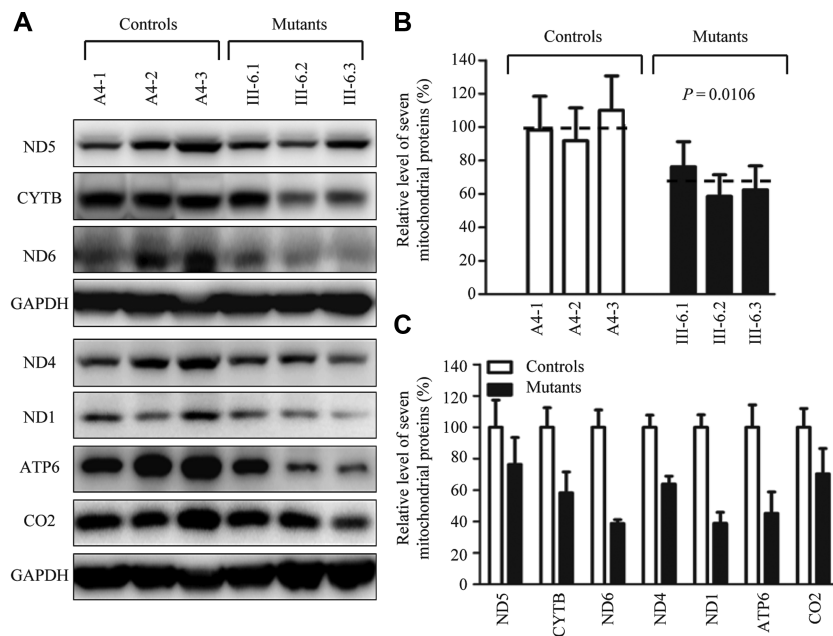 A
Controls
Mutants
A4-1
A4-2
A4-3
III-6.1
III-6.2
III-6.3
ND5
CYTB
ND6
GAPDH
ND4
ND1
ATP6
CO2
GAPDH
B
Controls
Mutants
P = 0.0106
Relative level of seven
mitochondrial proteins (%)
140
120
100
80
60
40
20
0
A4-1
A4-2
A4-3
III-6.1
III-6.2
III-6.3
C
Controls
Mutants
Relative level of seven
mitochondrial proteins (%)
140
120
100
80
60
40
20
0
ND5
CYTB
ND6
ND4
ND1
ATP6
CO2